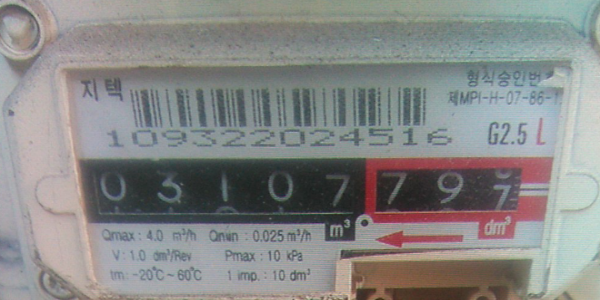 지텍
형식승인번
제MPI-H-07-86-1
109322024516
G2.5 L
03107 797
m³
dm³
Qmax : 4.0 m³/h Qmin : 0.025 m³/h
V : 1.0 dm³/Rev Pmax : 10 kPa
tm : -20℃~60℃ 1 imp. : 10 dm³